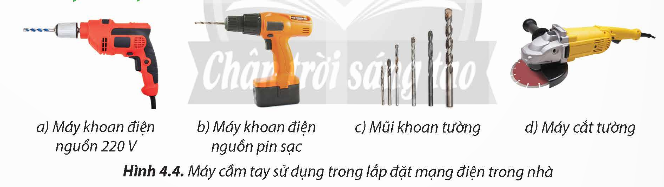 Chân trời sáng tạo
a) Máy khoan điện
nguồn 220 V
b) Máy khoan điện
nguồn pin sạc
c) Mũi khoan tường
d) Máy cắt tường
Hình 4.4. Máy cầm tay sử dụng trong lắp đặt mạng điện trong nhà